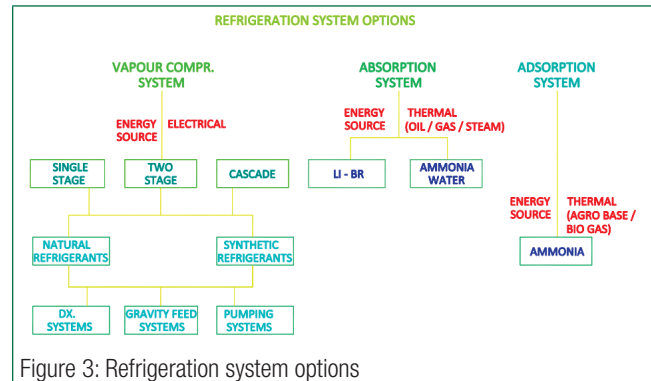 REFRIGERATION SYSTEM OPTIONS
VAPOUR COMPR.
SYSTEM
ENERGY
SOURCE
ELECTRICAL
SINGLE
STAGE
TWO
STAGE
CASCADE
NATURAL
REFRIGERANTS
SYNTHETIC
REFRIGERANTS
DX.
SYSTEMS
GRAVITY FEED
SYSTEMS
PUMPING
SYSTEMS
ABSORPTION
SYSTEM
ENERGY
SOURCE
THERMAL
(OIL / GAS / STEAM)
LI - BR
AMMONIA
WATER
ADSORPTION
SYSTEM
ENERGY
SOURCE
THERMAL
(AGRO BASE /
BIO GAS)
AMMONIA
Figure 3: Refrigeration system options